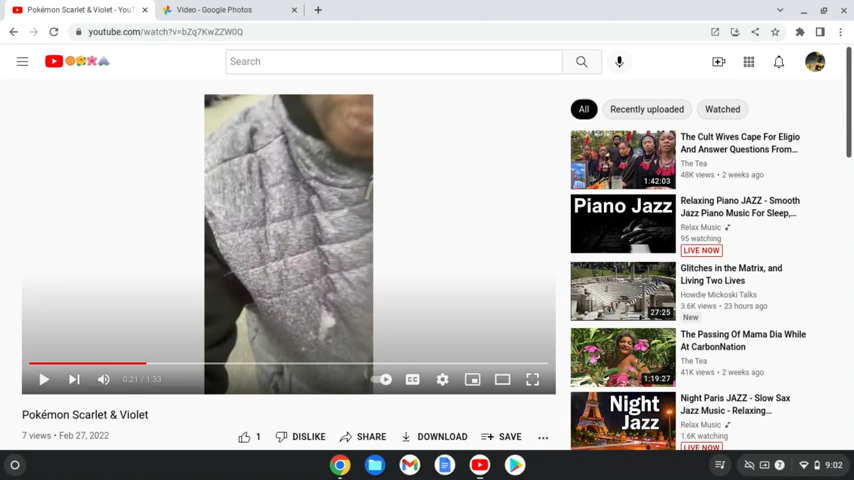 Pokémon Scarlet & Violet - YouTu
Video - Google Photos
youtube.com/watch?v=bZq7KwZZW0Q
Search
All
Recently uploaded
Watched
1:42:03
The Cult Wives Cape For Eligio
And Answer Questions From...
The Tea
48K views • 2 weeks ago
Piano Jazz
Relaxing Piano JAZZ - Smooth
Jazz Piano Music For Sleep,...
Relax Music
95 watching
LIVE NOW
27:25
Glitches in the Matrix, and
Living Two Lives
Howdie Mickoski Talks
3.6K views • 23 hours ago
New
1:19:27
The Passing Of Mama Dia While
At CarbonNation
The Tea
41K views • 2 weeks ago
Night
Jazz
Night Paris JAZZ - Slow Sax
Jazz Music - Relaxing...
Relax Music
1.6K watching
LIVE NOW
0:21 / 1:33
CC
Pokémon Scarlet & Violet
7 views • Feb 27, 2022
1
DISLIKE
SHARE
DOWNLOAD
SAVE
9:02